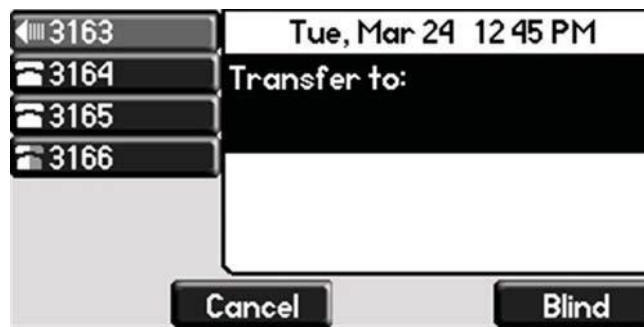 3163
Tue, Mar 24 12 45 PM
3164
Transfer to:
3165
3166
Cancel
Blind